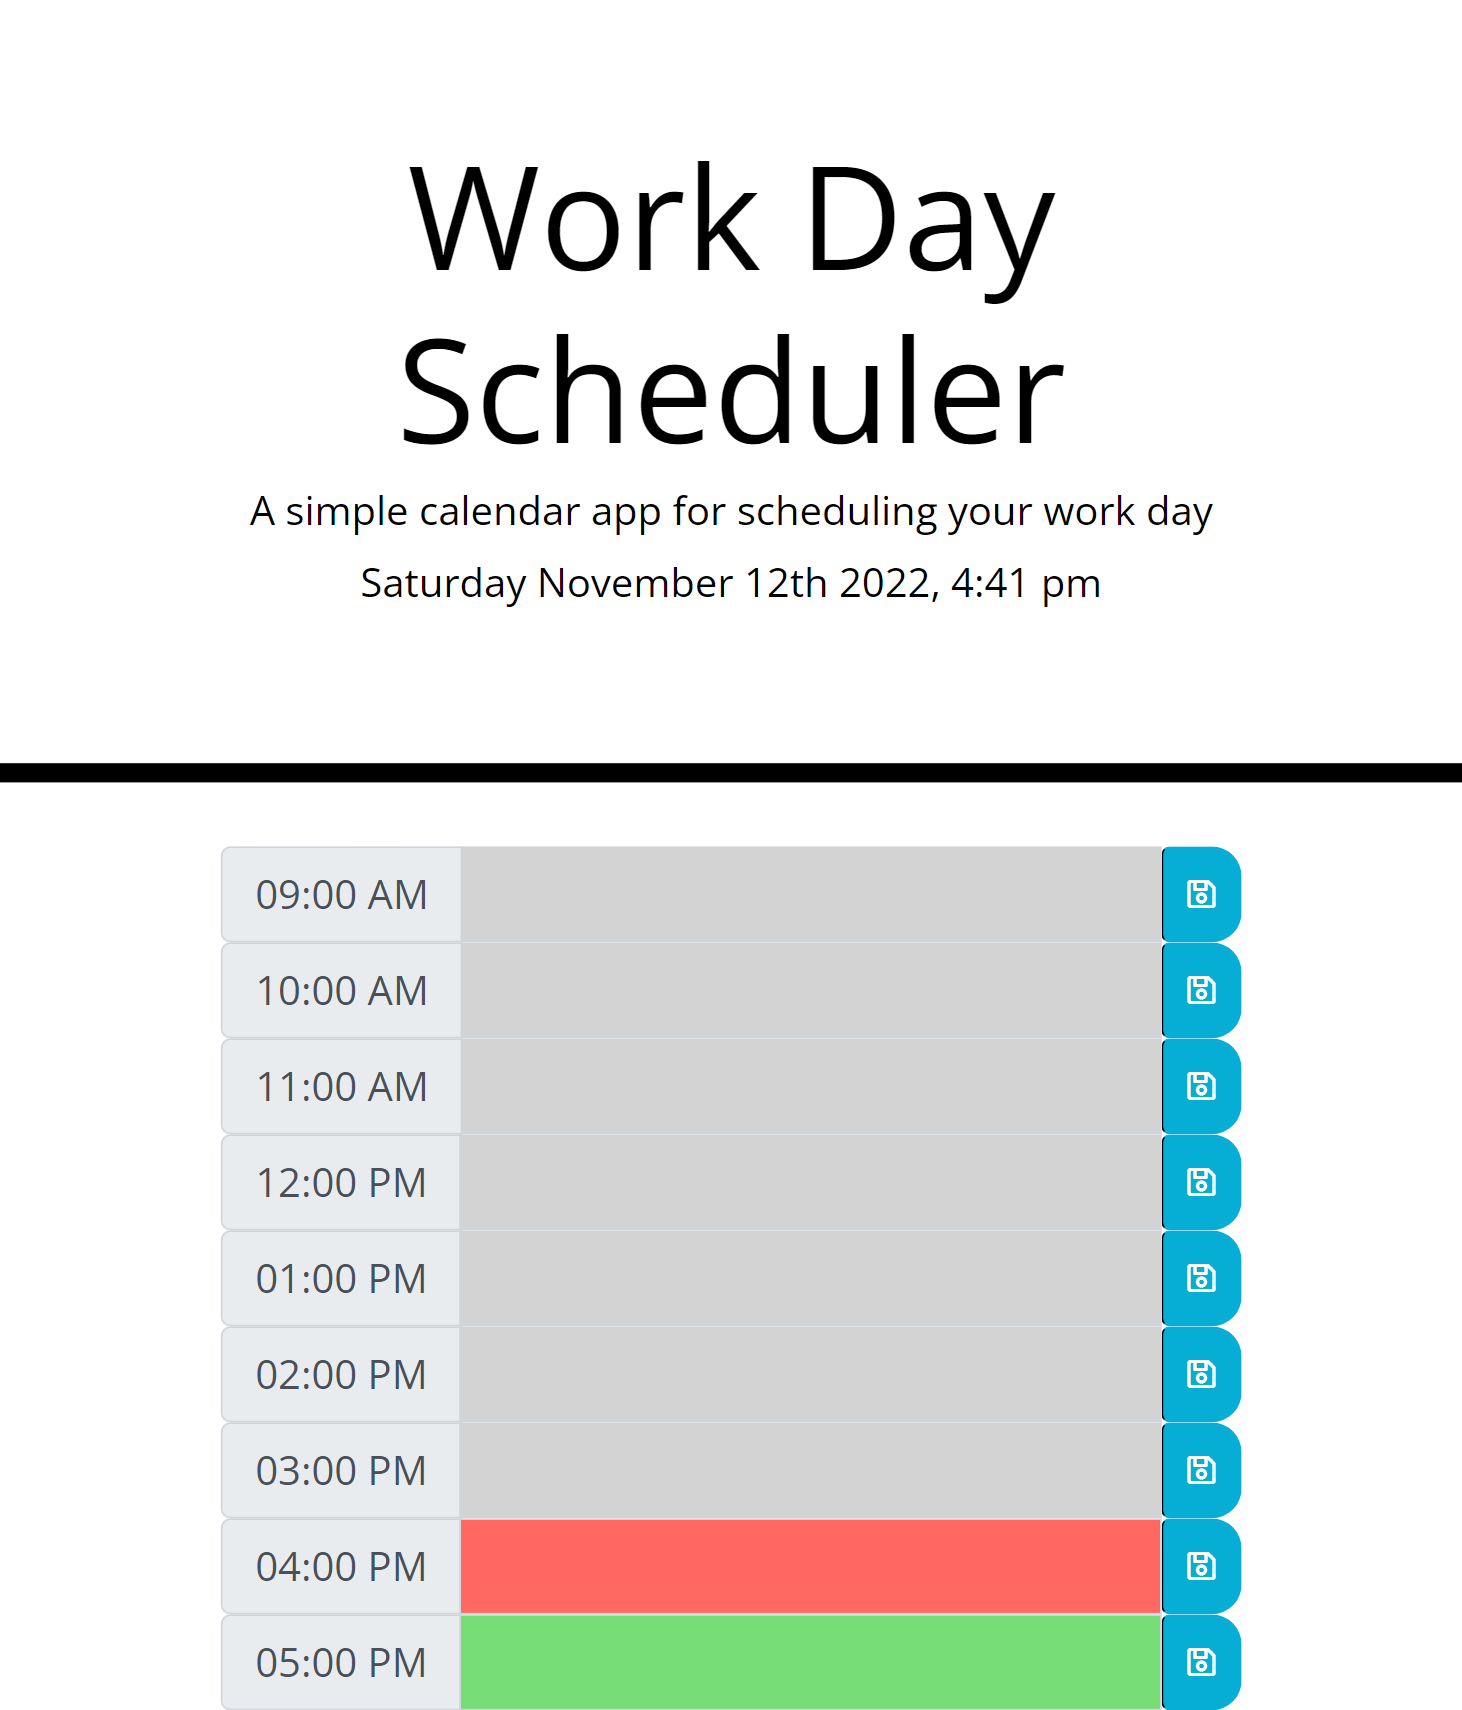 Work Day
Scheduler
A simple calendar app for scheduling your work day
Saturday November 12th 2022, 4:41 pm
09:00 AM
10:00 AM
11:00 AM
12:00 PM
01:00 PM
02:00 PM
03:00 PM
04:00 PM
05:00 PM